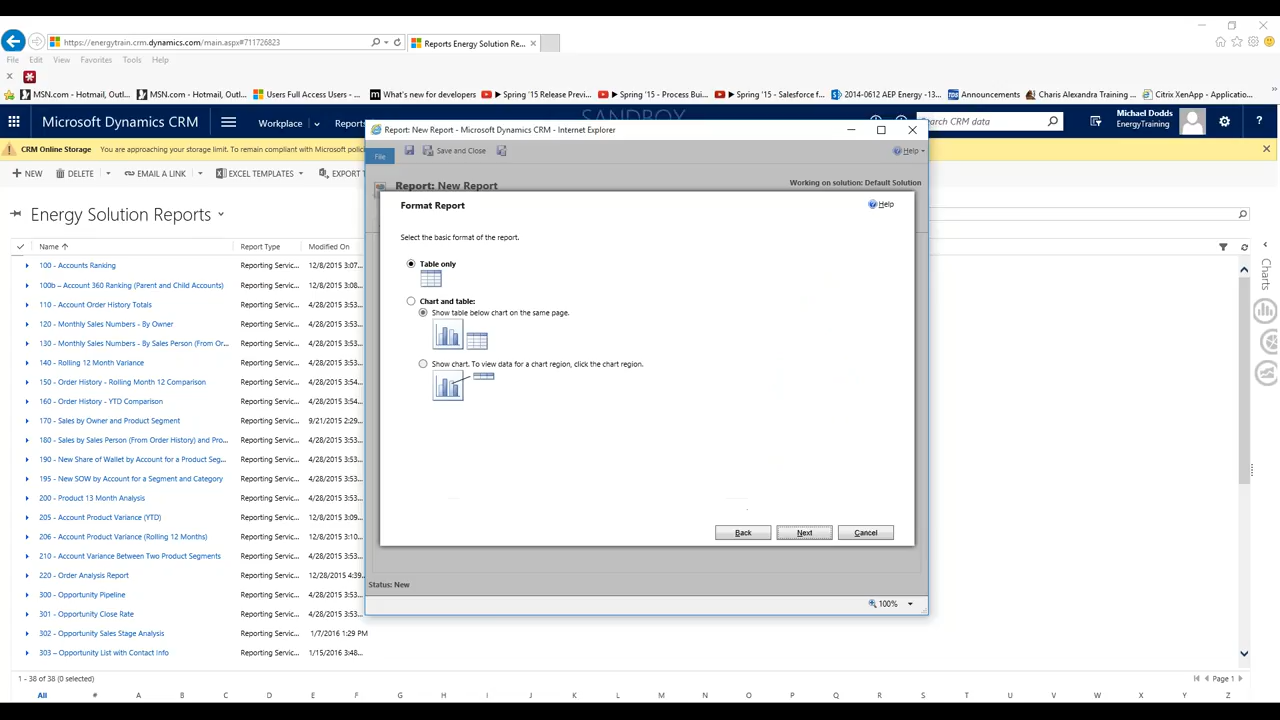 https://energytrain.crm.dynamics.com/main.aspx#711726823
Reports Energy Solution Re...
File Edit View Favorites Tools Help
MSN.com - Hotmail, Outl...
MSN.com - Hotmail, Outl...
Users Full Access Users - ...
What's new for developers
Spring '15 Release Previ...
Spring '15 - Process Bui...
Spring '15 - Salesforce f...
2014-0612 AEP Energy -13...
Announcements
Charis Alexandra Training ...
Citrix XenApp - Applicatio...
SANDBOX
Microsoft Dynamics CRM
Workplace
Report
Search CRM data
Michael Dodds
EnergyTraining
?
CRM Online Storage You are approaching your storage limit. To remain compliant with Microsoft polic
NEW
DELETE
EMAIL A LINK
EXCEL TEMPLATES
EXPORT T
Energy Solution Reports
Name Report Type Modified On
100 - Accounts Ranking Reporting Servic... 12/8/2015 3:07...
100b – Account 360 Ranking (Parent and Child Accounts) Reporting Servic... 12/8/2015 3:08...
110 - Account Order History Totals Reporting Servic... 4/28/2015 3:53...
120 - Monthly Sales Numbers - By Owner Reporting Servic... 4/28/2015 3:53...
130 - Monthly Sales Numbers - By Sales Person (From Or... Reporting Servic... 4/28/2015 3:53...
140 - Rolling 12 Month Variance Reporting Servic... 4/28/2015 3:53...
150 - Order History - Rolling Month 12 Comparison Reporting Servic... 4/28/2015 3:54...
160 - Order History - YTD Comparison Reporting Servic... 4/28/2015 3:54...
170 - Sales by Owner and Product Segment Reporting Servic... 9/21/2015 2:29...
180 - Sales by Sales Person (From Order History) and Pro... Reporting Servic... 4/28/2015 3:53...
190 - New Share of Wallet by Account for a Product Seg... Reporting Servic... 4/28/2015 3:53...
195 - New SOW by Account for a Segment and Category Reporting Servic... 4/28/2015 3:53...
200 - Product 13 Month Analysis Reporting Servic... 4/28/2015 3:53...
205 - Account Product Variance (YTD) Reporting Servic... 12/8/2015 3:09...
206 - Account Product Variance (Rolling 12 Months) Reporting Servic... 12/8/2015 3:10...
210 - Account Variance Between Two Product Segments Reporting Servic... 4/28/2015 3:53...
220 - Order Analysis Report Reporting Servic... 12/28/2015 4:39...
300 - Opportunity Pipeline Reporting Servic... 4/28/2015 3:53...
301 - Opportunity Close Rate Reporting Servic... 4/28/2015 3:53...
302 - Opportunity Sales Stage Analysis Reporting Servic... 1/7/2016 1:29 PM
303 – Opportunity List with Contact Info Reporting Servic... 1/15/2016 3:48...
1 - 38 of 38 (0 selected)
Page 1
All # A B C D E F G H I J K L M N O P Q R S T U V W X Y Z
Charts
Report: New Report - Microsoft Dynamics CRM - Internet Explorer
File
Save and Close
Help
Report: New Report
Working on solution: Default Solution
Format Report
Help
Select the basic format of the report.
Table only
Chart and table:
Show table below chart on the same page.
Show chart. To view data for a chart region, click the chart region.
Back
Next
Cancel
Status: New
100%